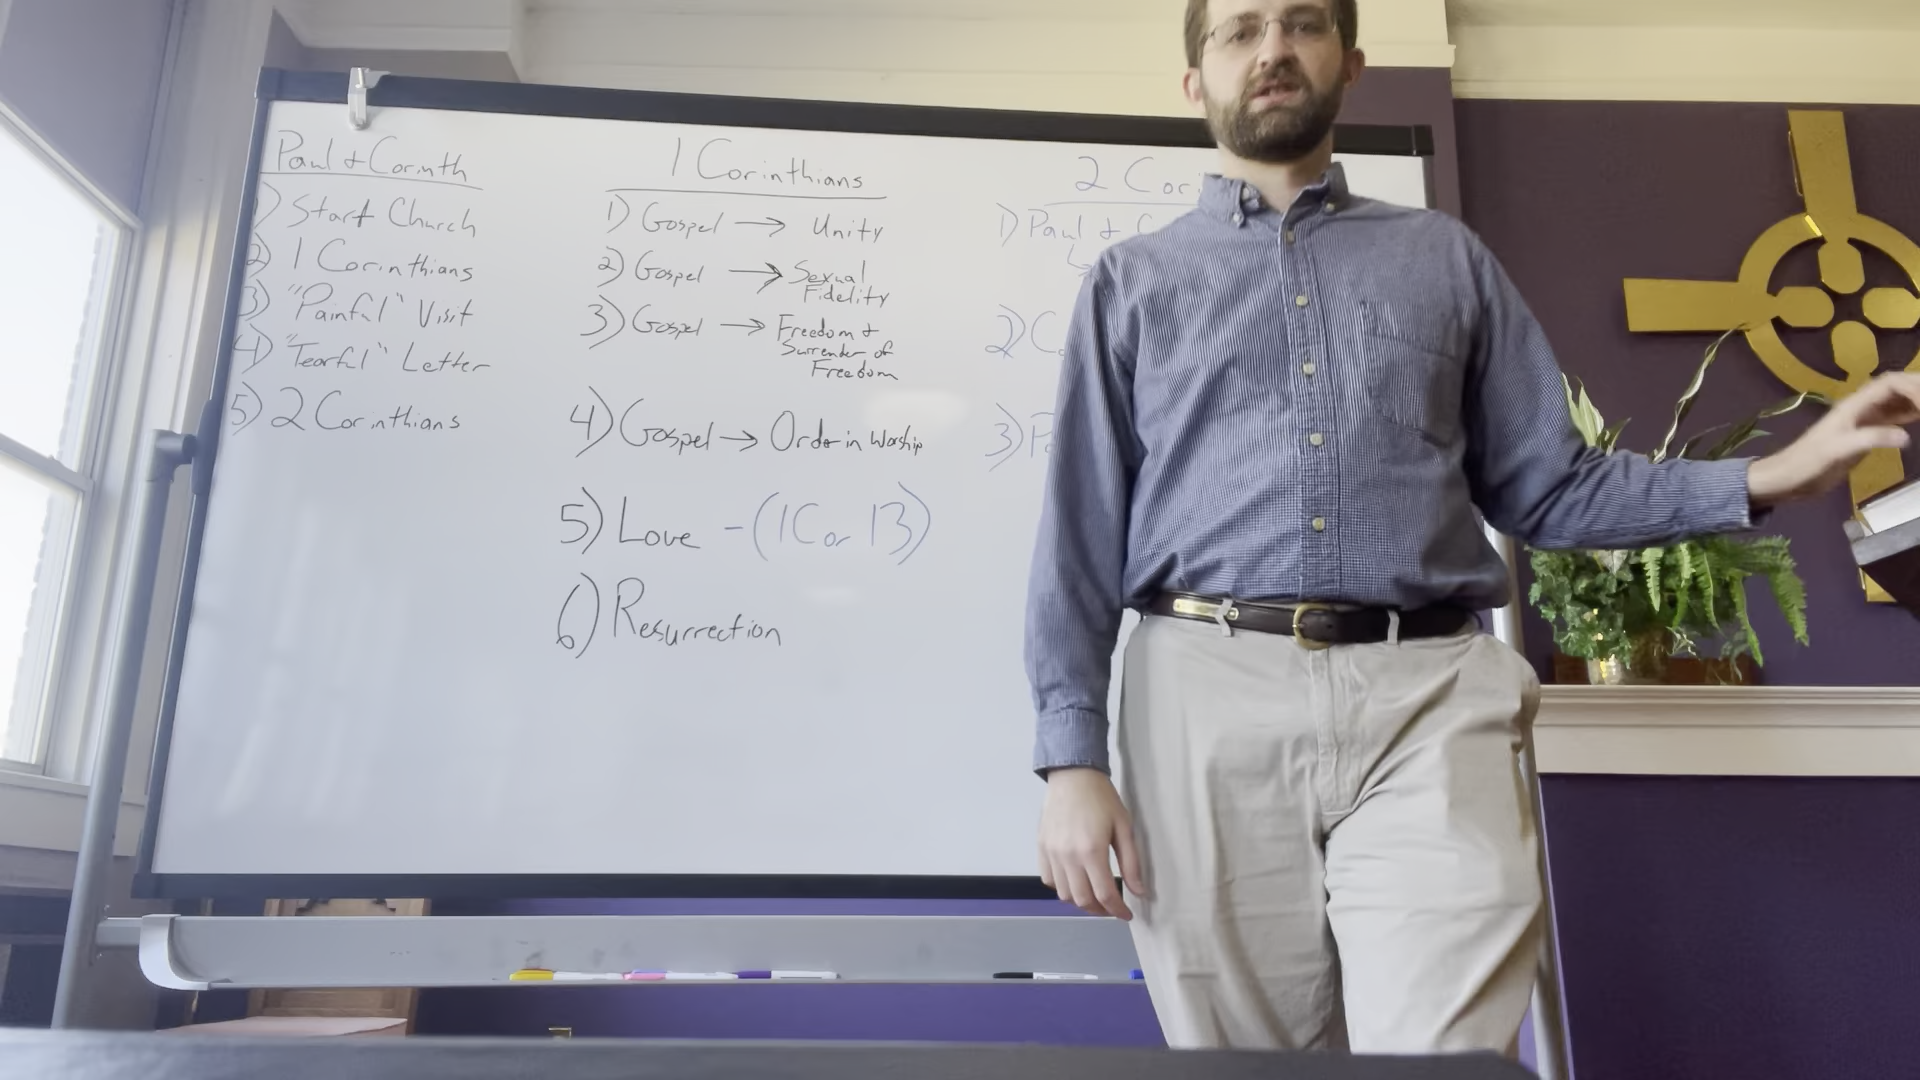 Paul & Corinth
1) Start Church
2) 1 Corinthians
3) "Painful" Visit
4) "Tearful" Letter
5) 2 Corinthians
1 Corinthians
1) Gospel → Unity
2) Gospel → Sexual
Fidelity
3) Gospel → Freedom &
Surrender of
Freedom
4) Gospel → Order in Worship
5) Love - (1 Cor 13)
6) Resurrection
2
1) Paul &
2)
3)